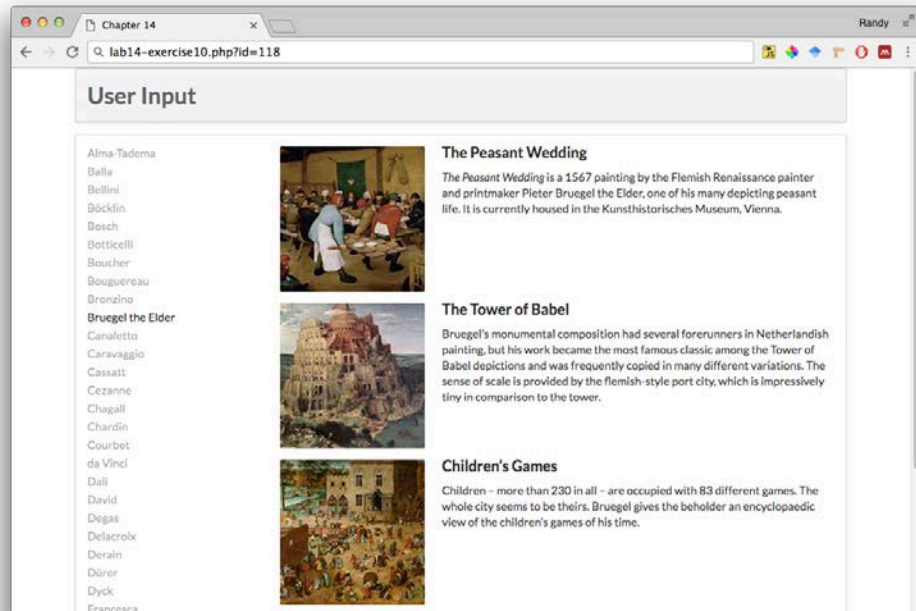 Chapter 14
Randy
lab14-exercise10.php?id=118
User Input
Alma-Tadema
Balla
Bellini
Böcklin
Bosch
Botticelli
Boucher
Bouguereau
Bronzino
Bruegel the Elder
Canaletto
Caravaggio
Cassatt
Cezanne
Chagall
Chardin
Courbet
da Vinci
Dali
David
Degas
Delacroix
Derain
Dürer
Dyck
Francesca
The Peasant Wedding
The Peasant Wedding is a 1567 painting by the Flemish Renaissance painter
and printmaker Pieter Bruegel the Elder, one of his many depicting peasant
life. It is currently housed in the Kunsthistorisches Museum, Vienna.
The Tower of Babel
Bruegel's monumental composition had several forerunners in Netherlandish
painting, but his work became the most famous classic among the Tower of
Babel depictions and was frequently copied in many different variations. The
sense of scale is provided by the flemish-style port city, which is impressively
tiny in comparison to the tower.
Children's Games
Children – more than 230 in all – are occupied with 83 different games. The
whole city seems to be theirs. Bruegel gives the beholder an encyclopaedic
view of the children's games of his time.